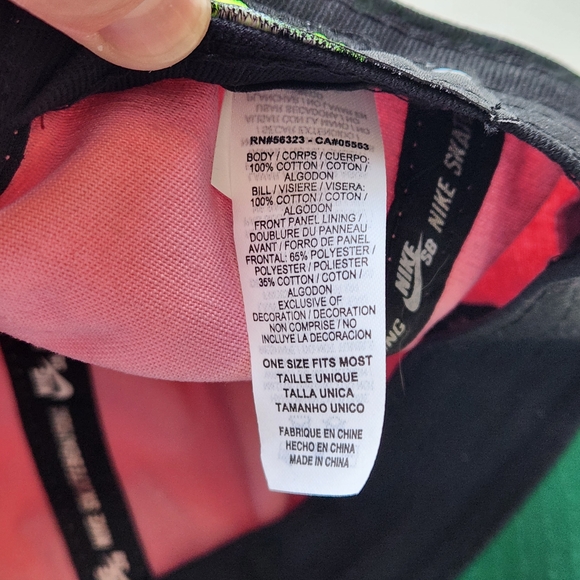 RN#56323 - CA#05553
BODY / CORPS / CUERPO:
100% COTTON / COTON /
ALGODON
BILL / VISIERE / VISERA:
100% COTTON / COTON /
ALGODON
FRONT PANEL LINING /
DOUBLURE DU PANNEAU
AVANT / FORRO DE PANEL
FRONTAL: 65% POLYESTER /
POLYESTER / POLIESTER
35% COTON / COTTON /
ALGODON
EXCLUSIVE OF
DECORATION / DECORATION
NON COMPRISE / NO
INCLUYE LA DECORACION
ONE SIZE FITS MOST
TAILLE UNIQUE
TALLA UNICA
TAMANHO UNICO
FABRIQUE EN CHINE
HECHO EN CHINA
MADE IN CHINA
NIKE SB
NIKE SKA
NG